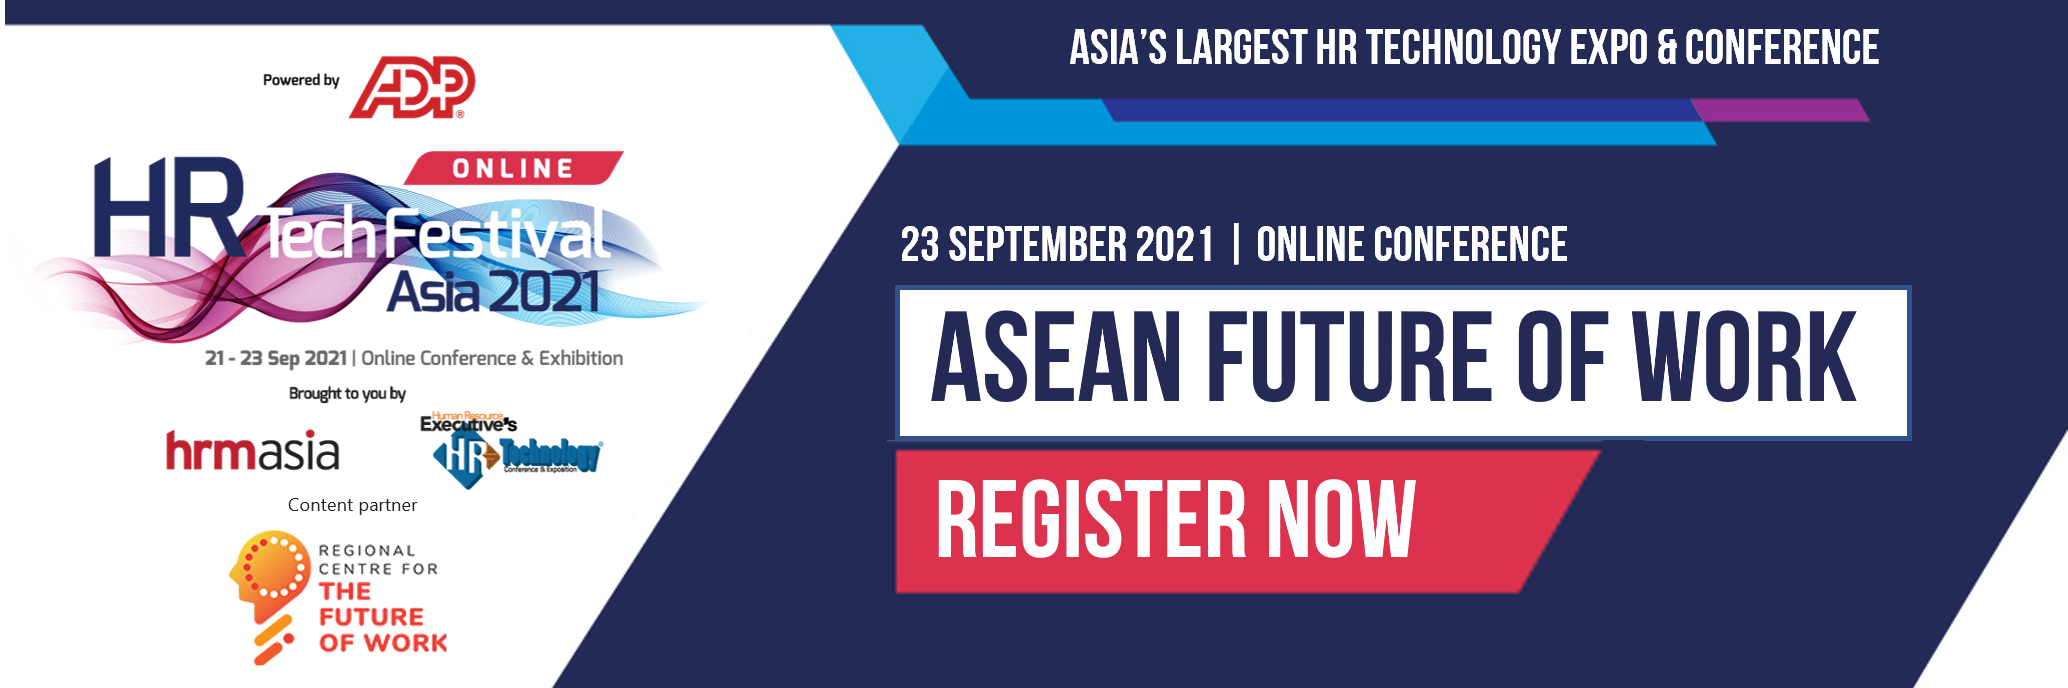 Powered by
ADP®
ONLINE
HR Tech Festival
Asia 2021
21 - 23 Sep 2021 | Online Conference & Exhibition
Brought to you by
hrmasia
Human Resource
Executive's
HR Technology®
Conference & Exposition
Content partner
REGIONAL
CENTRE FOR
THE
FUTURE
OF WORK
ASIA'S LARGEST HR TECHNOLOGY EXPO & CONFERENCE
23 SEPTEMBER 2021 | ONLINE CONFERENCE
ASEAN FUTURE OF WORK
REGISTER NOW